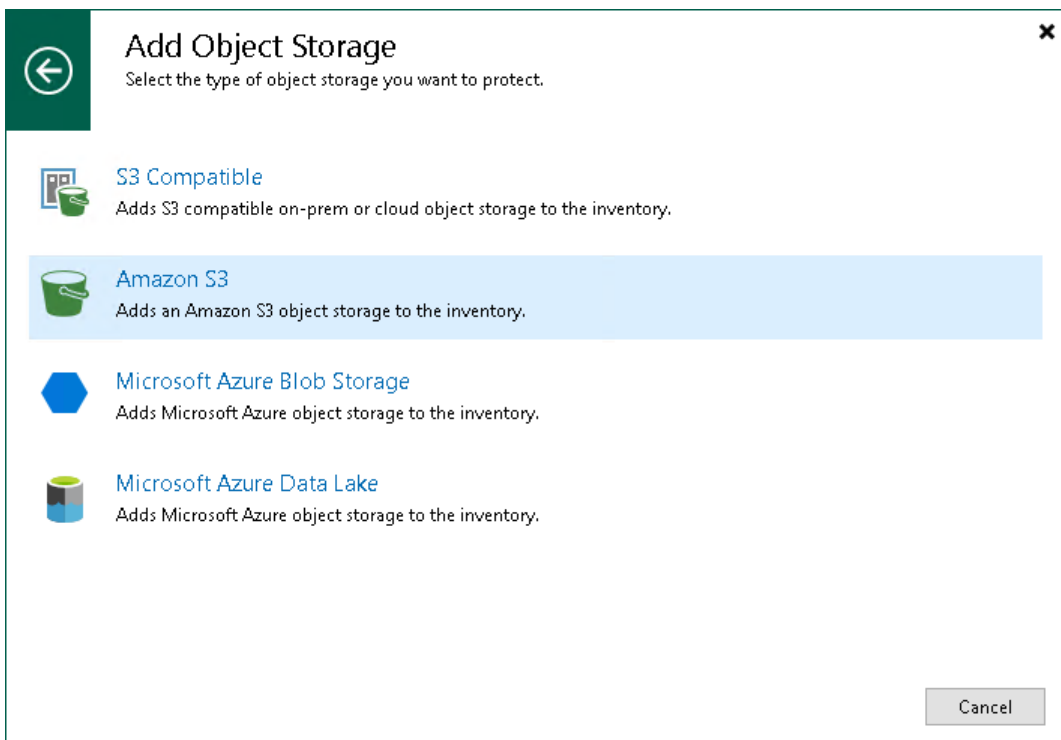 Add Object Storage
Select the type of object storage you want to protect.
S3 Compatible
Adds S3 compatible on-prem or cloud object storage to the inventory.
Amazon S3
Adds an Amazon S3 object storage to the inventory.
Microsoft Azure Blob Storage
Adds Microsoft Azure object storage to the inventory.
Microsoft Azure Data Lake
Adds Microsoft Azure object storage to the inventory.
Cancel